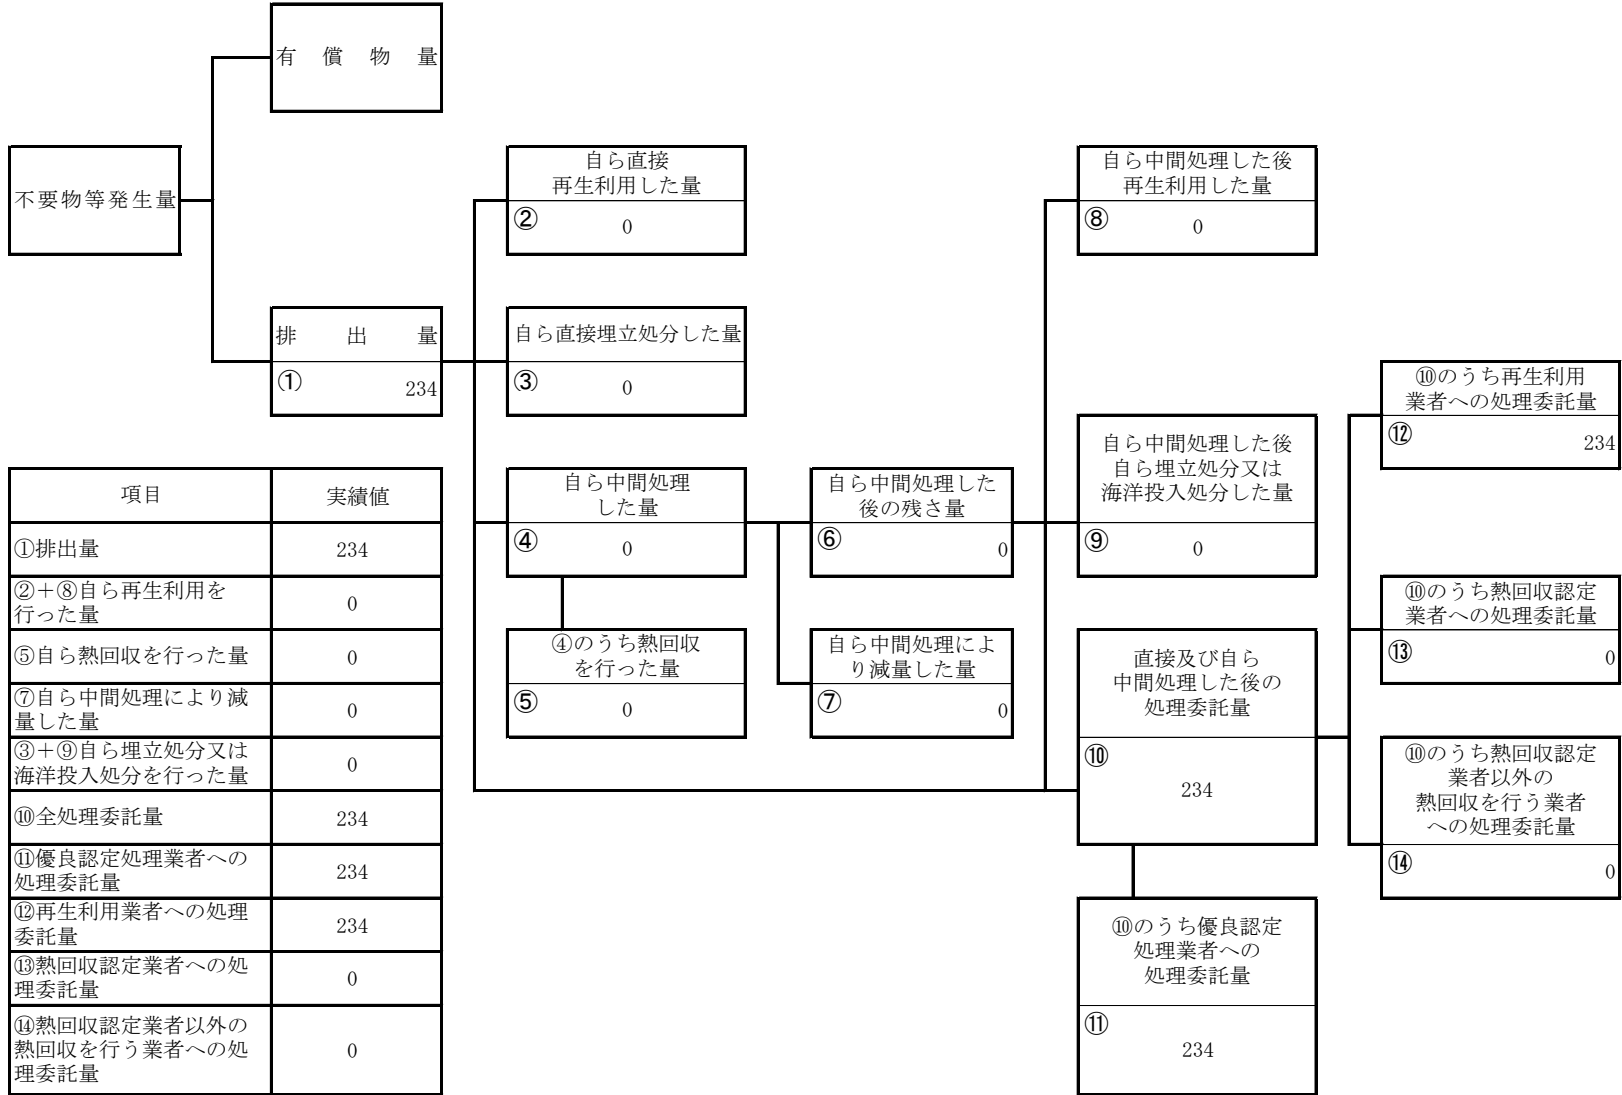 有償物量
不要物等発生量
排出量
① 234
自ら直接
再生利用した量
② 0
自ら直接埋立処分した量
③ 0
自ら中間処理
した量
④ 0
④のうち熱回収
を行った量
⑤ 0
自ら中間処理した
後の残さ量
⑥ 0
自ら中間処理によ
り減量した量
⑦ 0
自ら中間処理した後
再生利用した量
⑧ 0
自ら中間処理した後
自ら埋立処分又は
海洋投入処分した量
⑨ 0
直接及び自ら
中間処理した後の
処理委託量
⑩
234
⑩のうち優良認定
処理業者への
処理委託量
⑪
234
⑩のうち再生利用
業者への処理委託量
⑫ 234
⑩のうち熱回収認定
業者への処理委託量
⑬ 0
⑩のうち熱回収認定
業者以外の
熱回収を行う業者
への処理委託量
⑭ 0
項目 実績値
①排出量 234
②+⑧自ら再生利用を
行った量 0
⑤自ら熱回収を行った量 0
⑦自ら中間処理により減
量した量 0
③+⑨自ら埋立処分又は
海洋投入処分を行った量 0
⑩全処理委託量 234
⑪優良認定処理業者への
処理委託量 234
⑫再生利用業者への処理
委託量 234
⑬熱回収認定業者への処
理委託量 0
⑭熱回収認定業者以外の
熱回収を行う業者への処 0
理委託量